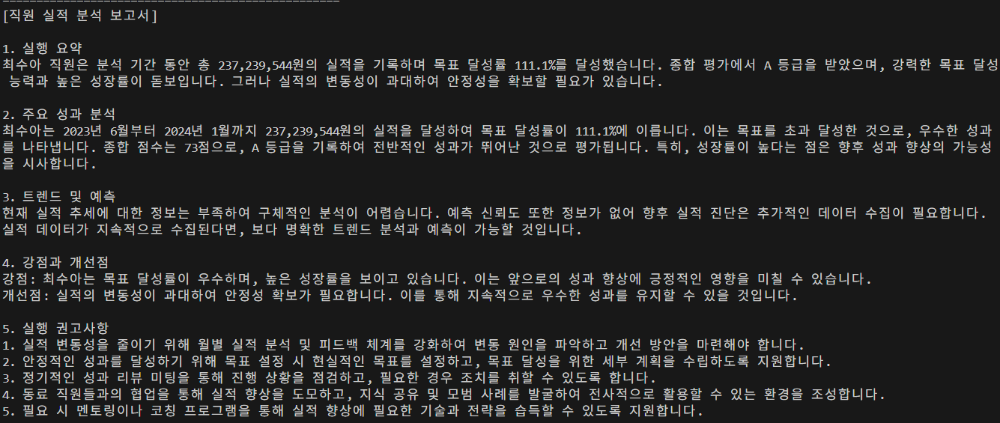 [직원 실적 분석 보고서]
1. 실행 요약
최수아 직원은 분석 기간 동안 총 237,239,544원의 실적을 기록하며 목표 달성률 111.1%를 달성했습니다. 종합 평가에서 A 등급을 받았으며, 강력한 목표 달성
능력과 높은 성장률이 돋보입니다. 그러나 실적의 변동성이 과대하여 안정성을 확보할 필요가 있습니다.
2. 주요 성과 분석
최수아는 2023년 6월부터 2024년 1월까지 237,239,544원의 실적을 달성하여 목표 달성률이 111.1%에 이릅니다. 이는 목표를 초과 달성한 것으로, 우수한 성과
를 나타냅니다. 종합 점수는 73점으로, A 등급을 기록하여 전반적인 성과가 뛰어난 것으로 평가됩니다. 특히, 성장률이 높다는 점은 향후 성과 향상의 가능성
을 시사합니다.
3. 트렌드 및 예측
현재 실적 추세에 대한 정보는 부족하여 구체적인 분석이 어렵습니다. 예측 신뢰도 또한 정보가 없어 향후 실적 진단은 추가적인 데이터 수집이 필요합니다.
실적 데이터가 지속적으로 수집된다면, 보다 명확한 트렌드 분석과 예측이 가능할 것입니다.
4. 강점과 개선점
강점: 최수아는 목표 달성률이 우수하며, 높은 성장률을 보이고 있습니다. 이는 앞으로의 성과 향상에 긍정적인 영향을 미칠 수 있습니다.
개선점: 실적의 변동성이 과대하여 안정성 확보가 필요합니다. 이를 통해 지속적으로 우수한 성과를 유지할 수 있을 것입니다.
5. 실행 권고사항
1. 실적 변동성을 줄이기 위해 월별 실적 분석 및 피드백 체계를 강화하여 변동 원인을 파악하고 개선 방안을 마련해야 합니다.
2. 안정적인 성과를 달성하기 위해 목표 설정 시 현실적인 목표를 설정하고, 목표 달성을 위한 세부 계획을 수립하도록 지원합니다.
3. 정기적인 성과 리뷰 미팅을 통해 진행 상황을 점검하고, 필요한 경우 조치를 취할 수 있도록 합니다.
4. 동료 직원들과의 협업을 통해 실적 향상을 도모하고, 지식 공유 및 모범 사례를 발굴하여 전사적으로 활용할 수 있는 환경을 조성합니다.
5. 필요 시 멘토링이나 코칭 프로그램을 통해 실적 향상에 필요한 기술과 전략을 습득할 수 있도록 지원합니다.